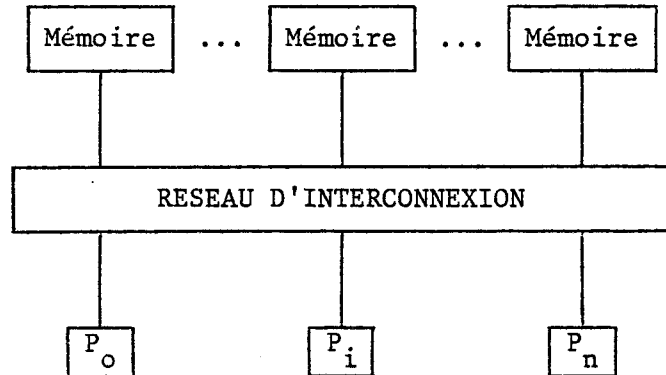 Mémoire ... Mémoire ... Mémoire
RESEAU D'INTERCONNEXION
Po Pi Pn